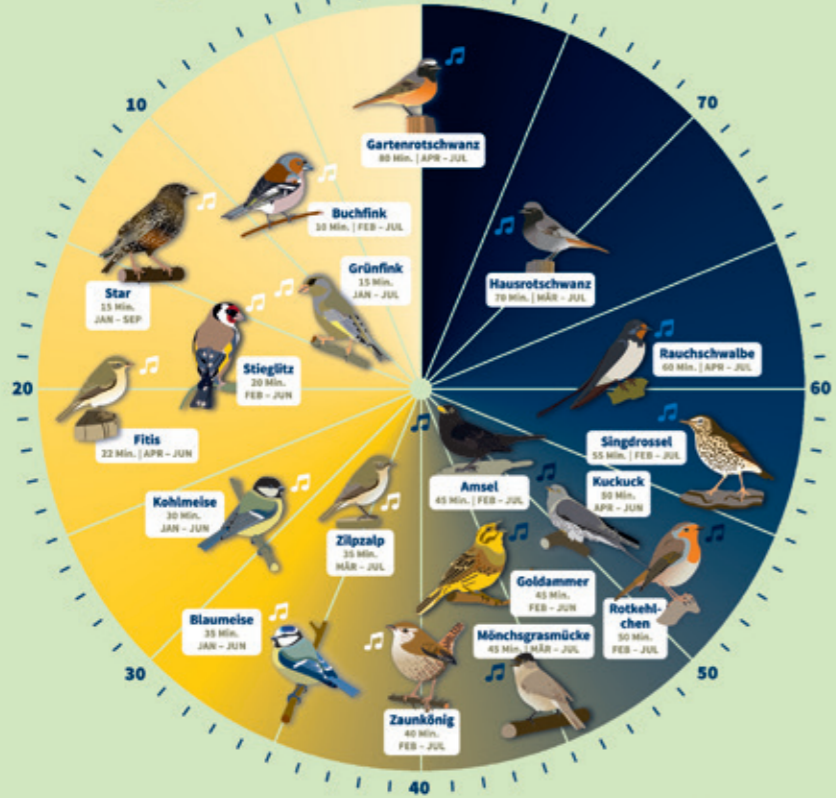 10
70
Gartenrotschwanz
80 Min. | APR – JUL
Buchfink
10 Min. | FEB – JUL
Grünfink
15 Min.
JAN – JUL
Star
15 Min.
JAN – SEP
Hausrotschwanz
70 Min. | MÄR – JUL
Rauchschwalbe
60 Min. | APR – JUL
Stieglitz
20 Min.
FEB – JUN
20
60
Fitis
22 Min. | APR – JUN
Singdrossel
55 Min. | FEB – JUL
Amsel
45 Min. | FEB – JUL
Kuckuck
50 Min.
APR – JUN
Kohlmeise
30 Min.
JAN – JUN
Zilpzalp
35 Min.
MÄR – JUL
Goldammer
45 Min.
FEB – JUN
Rotkehl-
chen
50 Min.
FEB – JUL
Blaumeise
35 Min.
JAN – JUN
Mönchsgrasmücke
45 Min. | MÄR – JUL
30
50
Zaunkönig
40 Min.
FEB – JUL
40